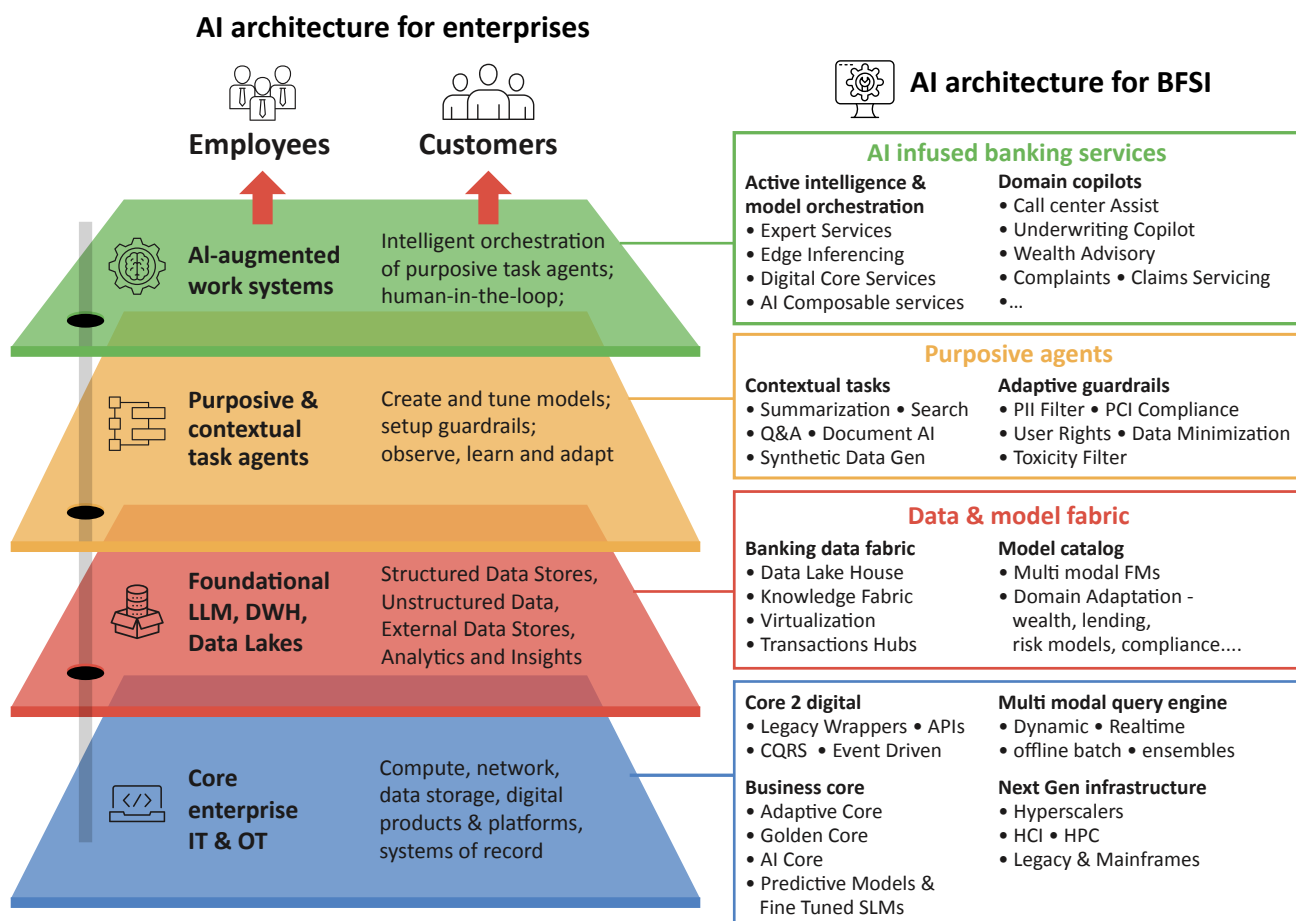 AI architecture for enterprises
Employees
Customers
AI-augmented
work systems
Intelligent orchestration
of purposive task agents;
human-in-the-loop;
Purposive &
contextual
task agents
Create and tune models;
setup guardrails;
observe, learn and adapt
Foundational
LLM, DWH,
Data Lakes
Structured Data Stores,
Unstructured Data,
External Data Stores,
Analytics and Insights
Core
enterprise
IT & OT
Compute, network,
data storage, digital
products & platforms,
systems of record
AI architecture for BFSI
AI infused banking services
Active intelligence &
model orchestration
• Expert Services
• Edge Inferencing
• Digital Core Services
• AI Composable services
Domain copilots
• Call center Assist
• Underwriting Copilot
• Wealth Advisory
• Complaints • Claims Servicing
•...
Purposive agents
Contextual tasks
• Summarization • Search
• Q&A • Document AI
• Synthetic Data Gen
Adaptive guardrails
• PII Filter • PCI Compliance
• User Rights • Data Minimization
• Toxicity Filter
Data & model fabric
Banking data fabric
• Data Lake House
• Knowledge Fabric
• Virtualization
• Transactions Hubs
Model catalog
• Multi modal FMs
• Domain Adaptation -
wealth, lending,
risk models, compliance....
Core 2 digital
• Legacy Wrappers • APIs
• CQRS • Event Driven
Multi modal query engine
• Dynamic • Realtime
• offline batch • ensembles
Business core
• Adaptive Core
• Golden Core
• AI Core
• Predictive Models &
Fine Tuned SLMs
Next Gen infrastructure
• Hyperscalers
• HCI • HPC
• Legacy & Mainframes